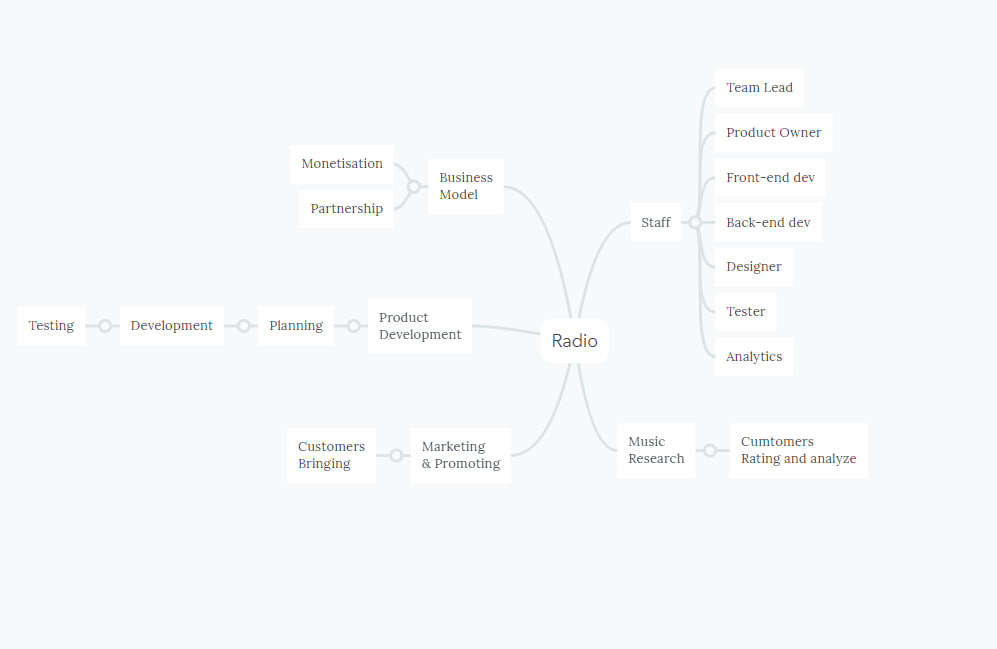 Team Lead
Product Owner
Monetisation
Business
Model
Front-end dev
Partnership
Staff
Back-end dev
Designer
Tester
Testing
Development
Planning
Product
Development
Radio
Analytics
Customers
Bringing
Marketing
& Promoting
Music
Research
Cumtomers
Rating and analyze